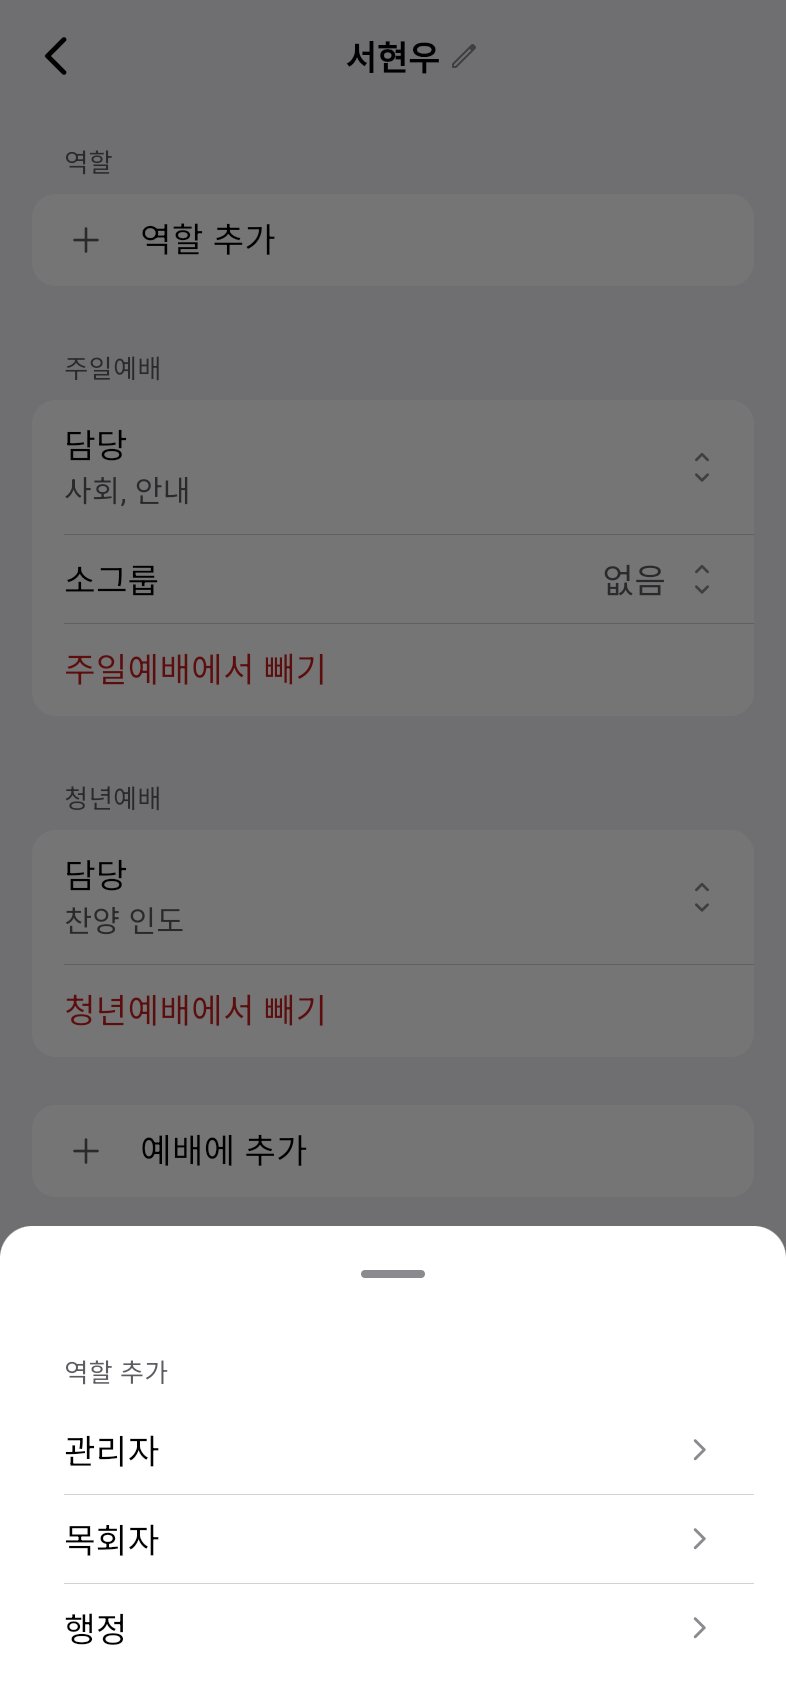 서현우
역할
역할 추가
주일예배
담당
사회, 안내
소그룹 없음
주일예배에서 빼기
청년예배
담당
찬양 인도
청년예배에서 빼기
예배에 추가
역할 추가
관리자
목회자
행정